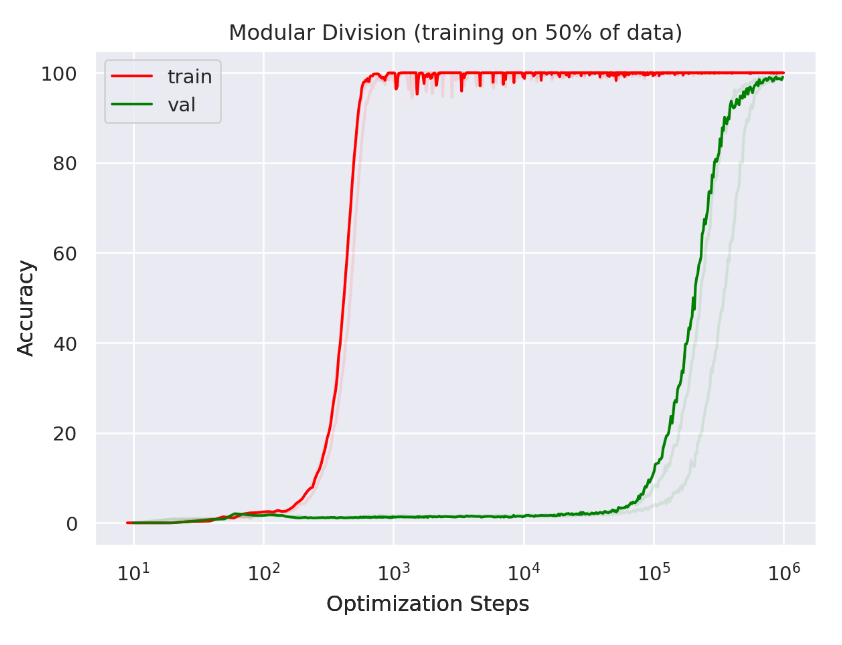 Modular Division (training on 50% of data)
train
val
100
80
60
40
20
0
Accuracy
10¹ 10² 10³ 10⁴ 10⁵ 10⁶
Optimization Steps